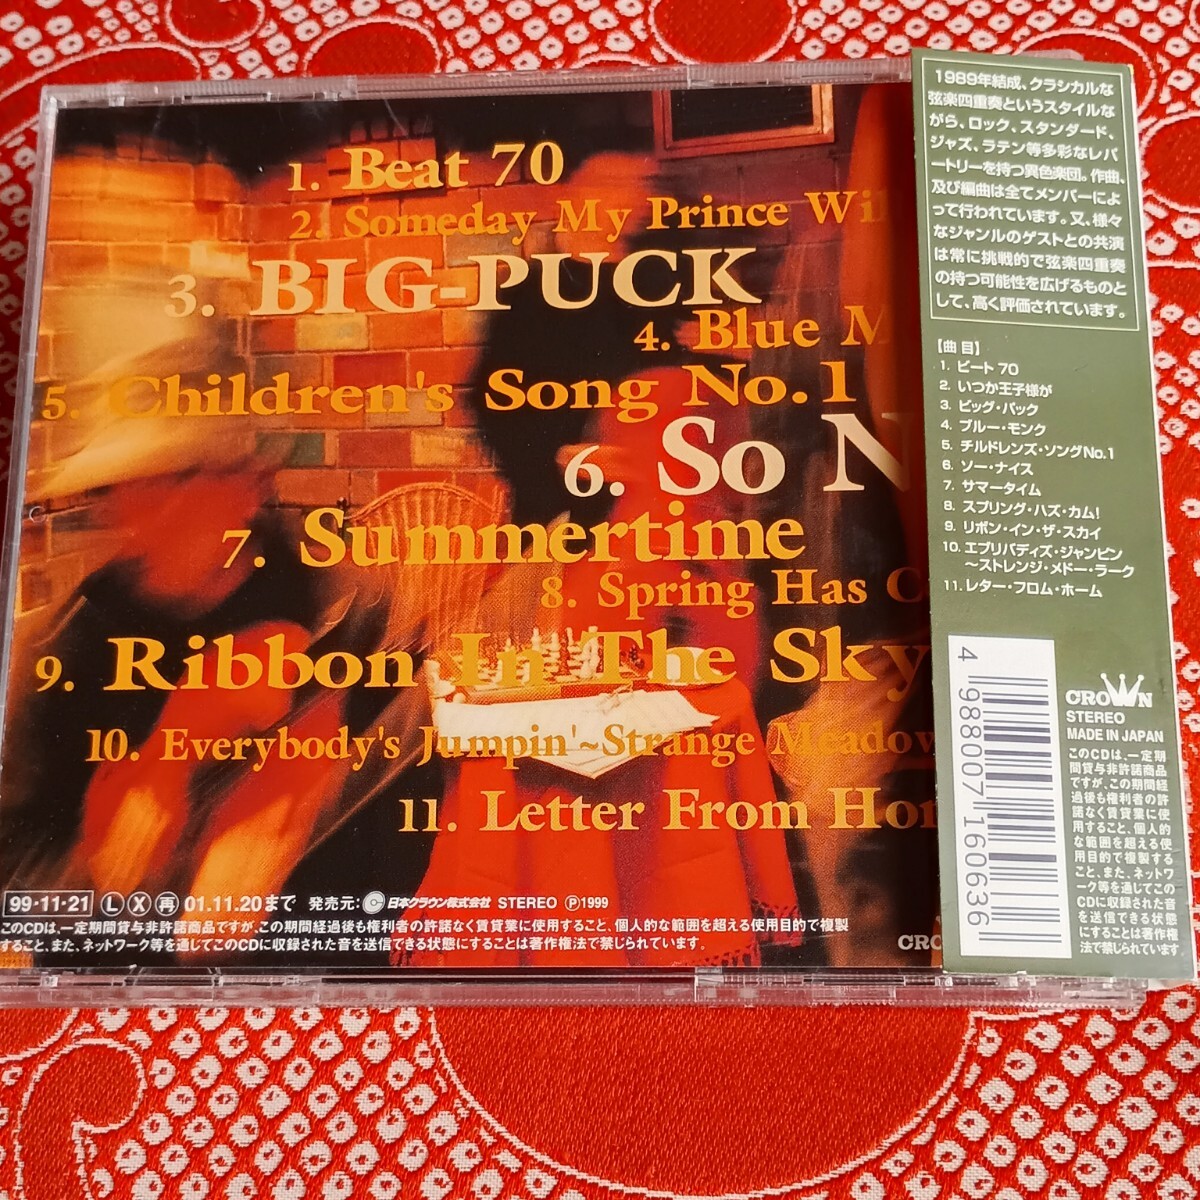 1. Beat 70
2. Someday My Prince Wil
3. BIG-PUCK
4. Blue M
5. Children's Song No.1
6. So N
7. Summertime
8. Spring Has C
9. Ribbon In The Sky
10. Everybody's Jumpin'~Strange Meadow
11. Letter From Hom
99·11·21 L X 再 01.11.20まで 発売元: 日本クラウン株式会社 STEREO Ⓟ1999
このCDは、一定期間貸与非許諾商品ですが、この期間経過後も権利者の許諾なく賃貸業に使用すること、個人的な範囲を超える使用目的で複製
すること、また、ネットワーク等を通じてこのCDに収録された音を送信できる状態にすることは著作権法で禁じられています。
CRO
1989年結成、クラシカルな
弦楽四重奏というスタイルな
がら、ロック、スタンダード、
ジャズ、ラテン等多彩なレパ
ートリーを持つ異色楽団。作曲、
及び編曲は全てメンバーによ
って行われています。又、様々
なジャンルのゲストとの共演
は常に挑戦的で弦楽四重奏
の持つ可能性を広げるものと
して、高く評価されています。
【曲目】
1. ビート 70
2. いつか王子様が
3. ビッグ・パック
4. ブルー・モンク
5. チルドレンズ・ソングNo.1
6. ソー・ナイス
7. サマータイム
8. スプリング・ハズ・カム!
9. リボン・イン・ザ・スカイ
10. エブリバディズ・ジャンピン
～ストレンジ・メドー・ラーク
11. レター・フロム・ホーム
4 988007 160636
CROWN
STEREO
MADE IN JAPAN
このCDは、一定期
間貸与非許諾商品
ですが、この期間経
過後も権利者の許
諾なく賃貸業に使
用すること、個人的
な範囲を超える使
用目的で複製する
こと、また、ネットワー
ク等を通じてこの
CDに収録された音
を送信できる状態
にすることは著作権
法で禁じられています